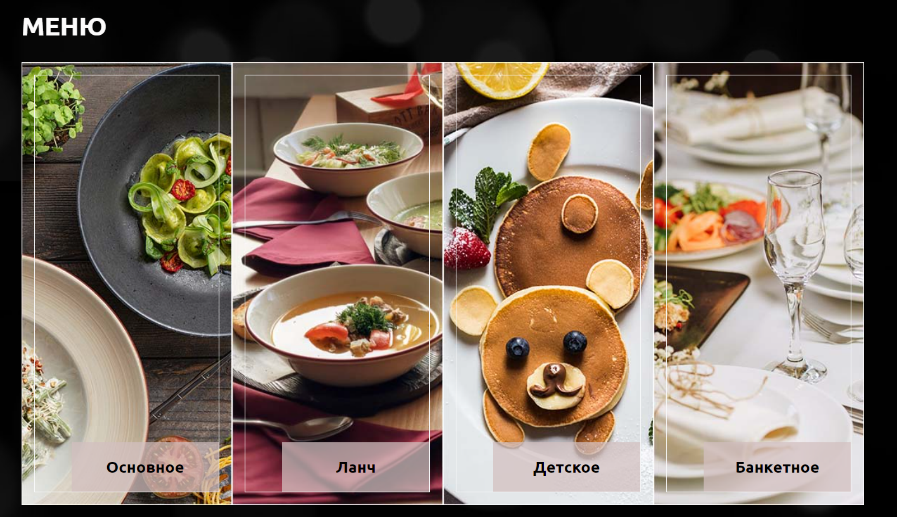 МЕНЮ
Основное
Ланч
Детское
Банкетное